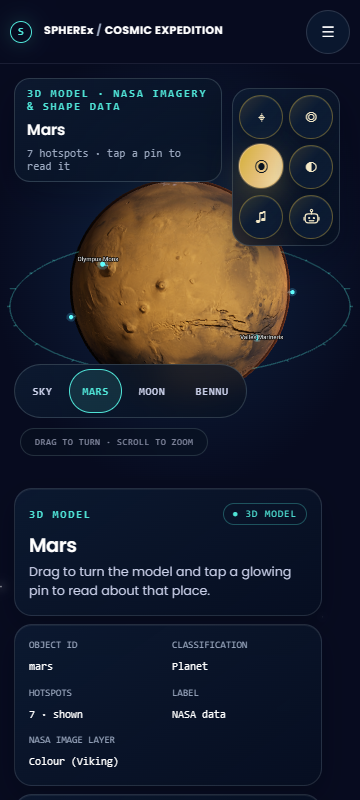 S SPHEREx / COSMIC EXPEDITION
3D MODEL · NASA IMAGERY
& SHAPE DATA
Mars
7 hotspots · tap a pin to
read it
Olympus Mons
Valles Marineris
SKY MARS MOON BENNU
DRAG TO TURN · SCROLL TO ZOOM
3D MODEL
3D MODEL
Mars
Drag to turn the model and tap a glowing
pin to read about that place.
OBJECT ID CLASSIFICATION
mars Planet
HOTSPOTS LABEL
7 · shown NASA data
NASA IMAGE LAYER
Colour (Viking)